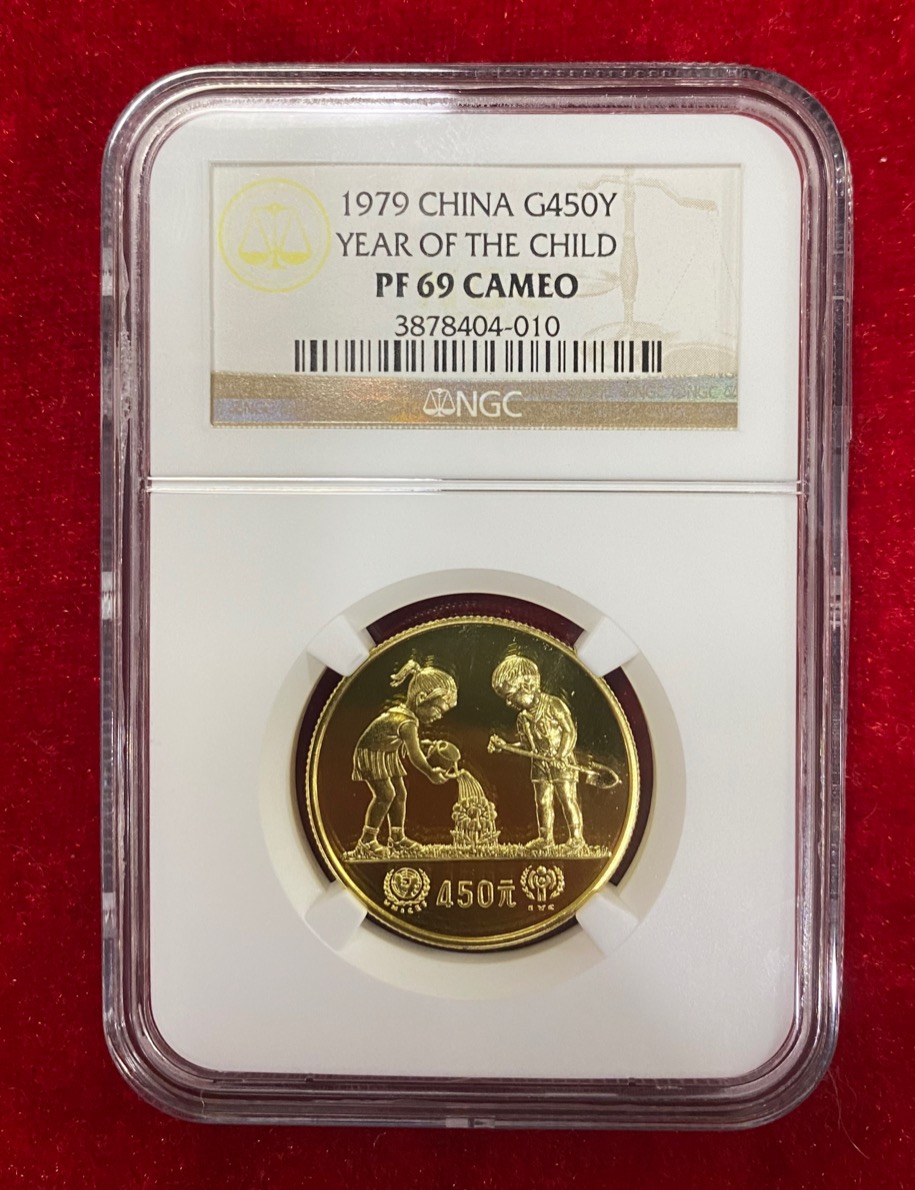 1979 CHINA G450Y
YEAR OF THE CHILD
PF 69 CAMEO
3878404-010
NGC
450元